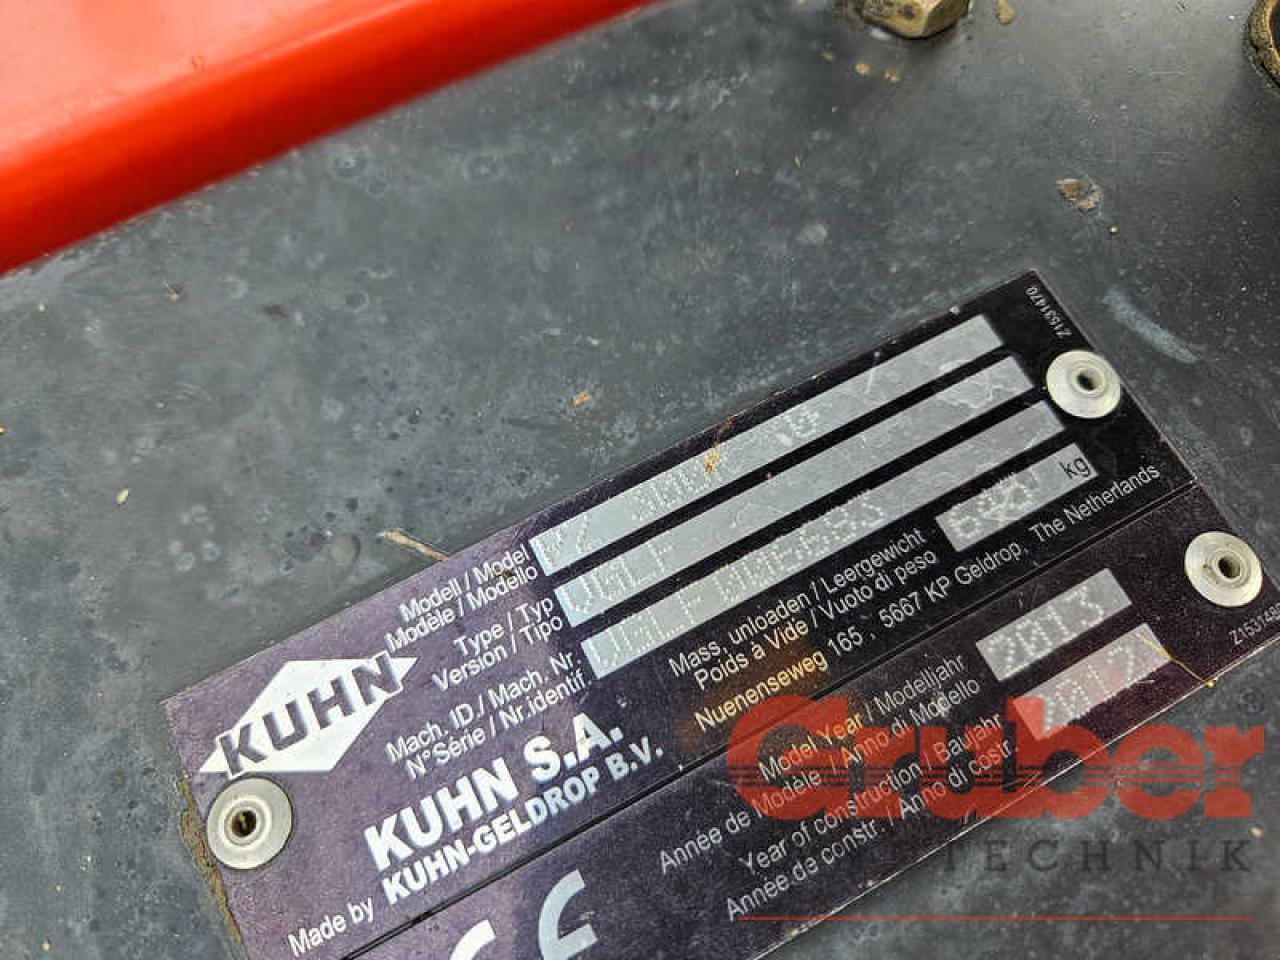 Z1531470
KUHN
Modell / Model
Modèle / Modello
Type / Typ VGLF
Version / Tipo
Mach. ID./ Mach. Nr.
N° Série / Nr.identif
Mass, unloaden / Leergewicht
Poids à Vide / Vuoto di peso
kg
KUHN S.A. Nuenenseweg 165 , 5667 KP Geldrop, The Netherlands
Made by KUHN-GELDROP B.V.
Model Year / Modelljahr 2013
Année de Modèle / Anno di Modello
Year of construction / Baujahr 2012
Année de constr. / Anno di costr.
CE
Gruber ®
TECHNIK